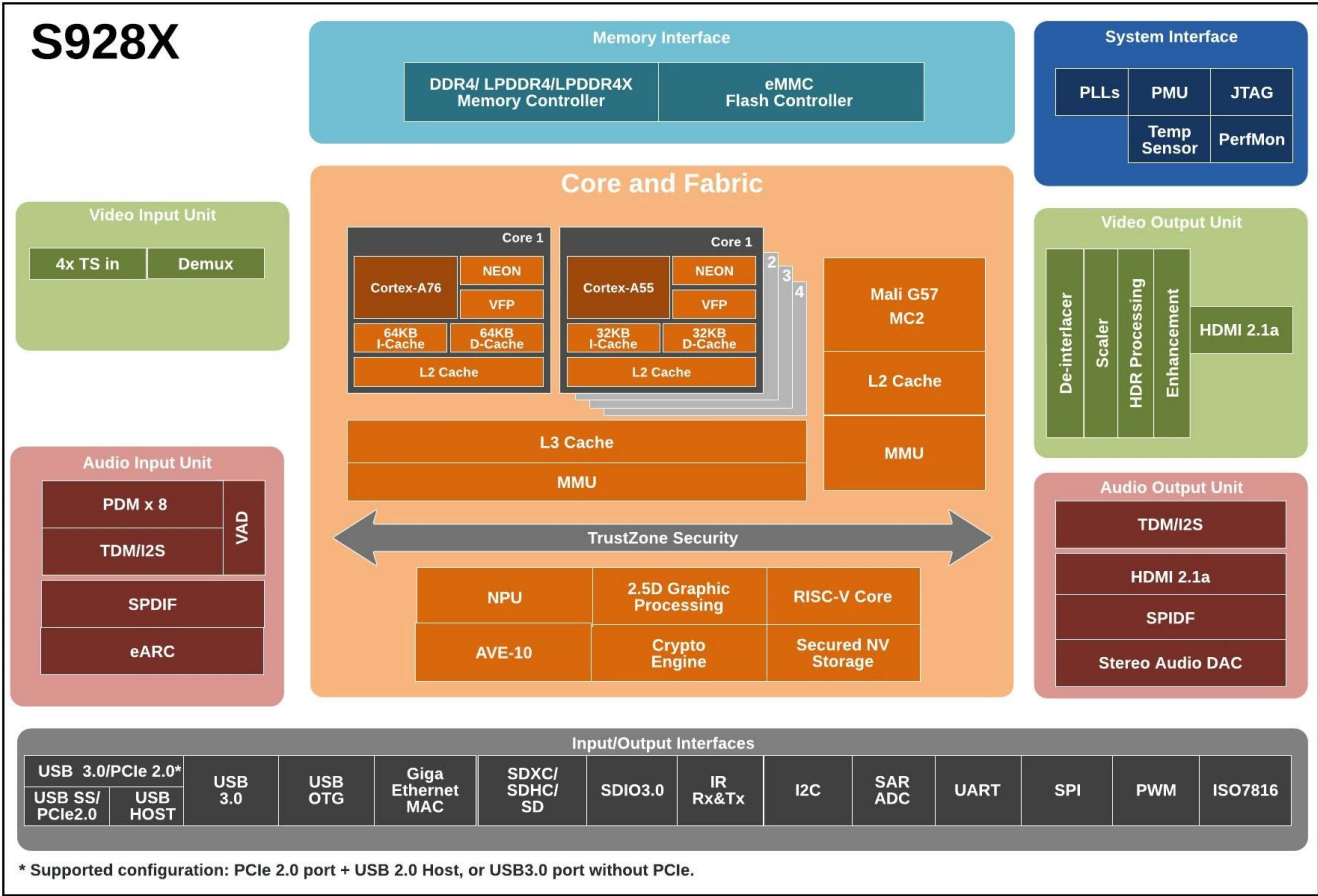 S928X
Memory Interface
DDR4/ LPDDR4/LPDDR4X
Memory Controller
eMMC
Flash Controller
System Interface
PLLs
PMU
JTAG
Temp
Sensor
PerfMon
Video Input Unit
4x TS in
Demux
Core and Fabric
Core 1
Cortex-A76
NEON
VFP
64KB
I-Cache
64KB
D-Cache
L2 Cache
Core 1
2
3
4
Cortex-A55
NEON
VFP
32KB
I-Cache
32KB
D-Cache
L2 Cache
Mali G57
MC2
L2 Cache
MMU
L3 Cache
MMU
TrustZone Security
NPU
2.5D Graphic
Processing
RISC-V Core
AVE-10
Crypto
Engine
Secured NV
Storage
Video Output Unit
De-interlacer
Scaler
HDR Processing
Enhancement
HDMI 2.1a
Audio Input Unit
PDM x 8
TDM/I2S
VAD
SPDIF
eARC
Audio Output Unit
TDM/I2S
HDMI 2.1a
SPIDF
Stereo Audio DAC
Input/Output Interfaces
USB 3.0/PCIe 2.0*
USB SS/
PCIe2.0
USB
HOST
USB
3.0
USB
OTG
Giga
Ethernet
MAC
SDXC/
SDHC/
SD
SDIO3.0
IR
Rx&Tx
I2C
SAR
ADC
UART
SPI
PWM
ISO7816
* Supported configuration: PCIe 2.0 port + USB 2.0 Host, or USB3.0 port without PCIe.